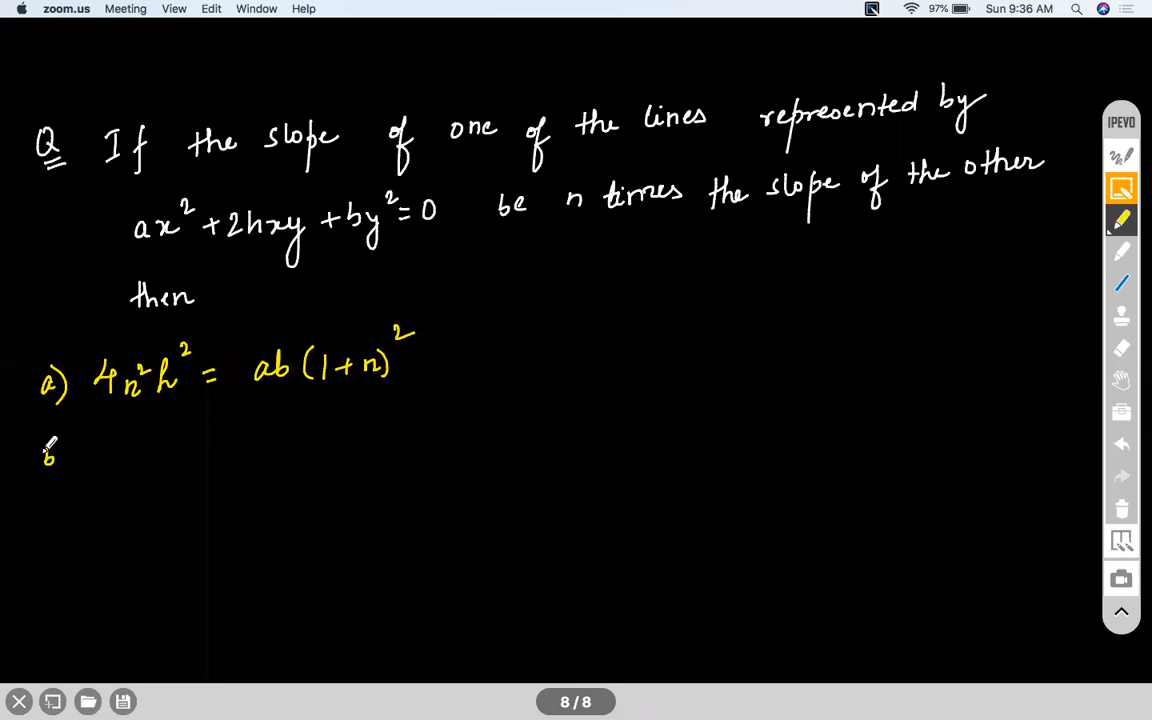 zoom.us Meeting View Edit Window Help 97% Sun 9:36 AM
IPEVO
Q If the slope of one of the lines represented by
ax² + 2hxy + by² = 0 be n times the slope of the other
then
a) 4n²h² = ab(1+n)²
b
8 / 8